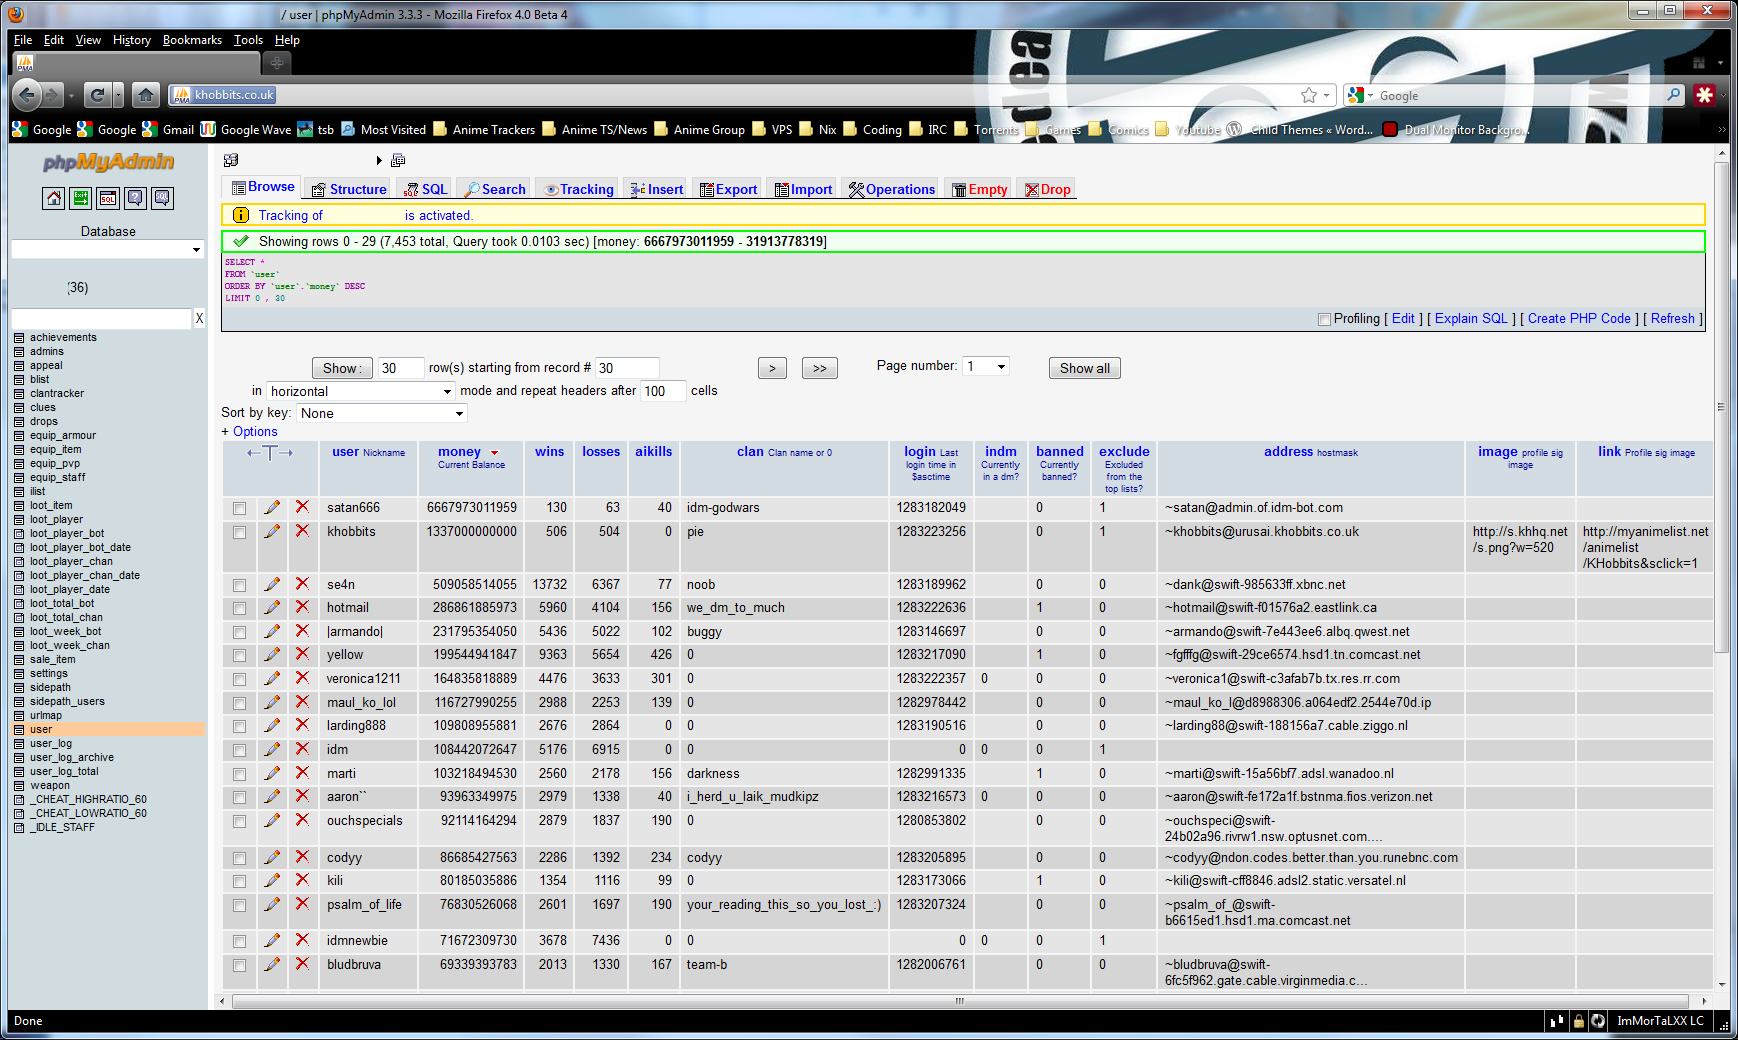 / user | phpMyAdmin 3.3.3 - Mozilla Firefox 4.0 Beta 4
File Edit View History Bookmarks Tools Help
khobbits.co.uk Google
Google Google Gmail Google Wave tsb Most Visited Anime Trackers Anime TS/News Anime Group VPS Nix Coding IRC Torrents Games Comics Youtube Child Themes « Word... Dual Monitor Backgro...
phpMyAdmin
Database
(36)
X
achievements
admins
appeal
blist
clantracker
clues
drops
equip_armour
equip_item
equip_pvp
equip_staff
ilist
loot_item
loot_player
loot_player_bot
loot_player_bot_date
loot_player_chan
loot_player_chan_date
loot_player_date
loot_total_bot
loot_total_chan
loot_week_bot
loot_week_chan
sale_item
settings
sidepath
sidepath_users
urlmap
user
user_log
user_log_archive
user_log_total
weapon
_CHEAT_HIGHRATIO_60
_CHEAT_LOWRATIO_60
_IDLE_STAFF
Browse Structure SQL Search Tracking Insert Export Import Operations Empty Drop
Tracking of is activated.
Showing rows 0 - 29 (7,453 total, Query took 0.0103 sec) [money: 6667973011959 - 31913778319]
SELECT *
FROM `user`
ORDER BY `user`.`money` DESC
LIMIT 0 , 30
Profiling [ Edit ] [ Explain SQL ] [ Create PHP Code ] [ Refresh ]
Show : 30 row(s) starting from record # 30 > >> Page number: 1 Show all
in horizontal mode and repeat headers after 100 cells
Sort by key: None
+ Options
←T→ user Nickname money Current Balance wins losses aikills clan Clan name or 0 login Last login time in $asctime indm Currently in a dm? banned Currently banned? exclude Excluded from the top lists? address hostmask image profile sig image link Profile sig image
satan666 6667973011959 130 63 40 idm-godwars 1283182049 0 1 ~satan@admin.of.idm-bot.com
khobbits 1337000000000 506 504 0 pie 1283223256 0 1 ~khobbits@urusai.khobbits.co.uk http://s.khhq.net/s.png?w=520 http://myanimelist.net/animelist/KHobbits&sclick=1
se4n 509058514055 13732 6367 77 noob 1283189962 0 0 ~dank@swift-985633ff.xbnc.net
hotmail 286861885973 5960 4104 156 we_dm_to_much 1283222636 1 0 ~hotmail@swift-f01576a2.eastlink.ca
|armando| 231795354050 5436 5022 102 buggy 1283146697 0 0 ~armando@swift-7e443ee6.albq.qwest.net
yellow 199544941847 9363 5654 426 0 1283217090 1 0 ~fgfffg@swift-29ce6574.hsd1.tn.comcast.net
veronica1211 164835818889 4476 3633 301 0 1283222357 0 0 0 ~veronica1@swift-c3afab7b.tx.res.rr.com
maul_ko_lol 116727990255 2988 2253 139 0 1282978442 0 0 ~maul_ko_l@d8988306.a064edf2.2544e70d.ip
larding888 109808955881 2676 2864 0 0 1283190516 0 0 ~larding88@swift-188156a7.cable.ziggo.nl
idm 108442072647 5176 6915 0 0 0 0 0 1
marti 103218494530 2560 2178 156 darkness 1282991335 1 0 ~marti@swift-15a56bf7.adsl.wanadoo.nl
aaron`` 93963349975 2979 1338 40 i_herd_u_laik_mudkipz 1283216573 0 0 0 ~aaron@swift-fe172a1f.bstnma.fios.verizon.net
ouchspecials 92114164294 2879 1837 190 0 1280853802 0 0 ~ouchspeci@swift-24b02a96.rivrw1.nsw.optusnet.com....
codyy 86685427563 2286 1392 234 codyy 1283205895 0 0 ~codyy@ndon.codes.better.than.you.runebnc.com
kili 80185035886 1354 1116 99 0 1283173066 1 0 ~kili@swift-cff8846.adsl2.static.versatel.nl
psalm_of_life 76830526068 2601 1697 190 your_reading_this_so_you_lost_:) 1283207324 0 0 ~psalm_of_@swift-b6615ed1.hsd1.ma.comcast.net
idmnewbie 71672309730 3678 7436 0 0 0 0 0 1
bludbruva 69339393783 2013 1330 167 team-b 1282006761 0 0 ~bludbruva@swift-6fc5f962.gate.cable.virginmedia.c...
Done ImMorTaLXX LC